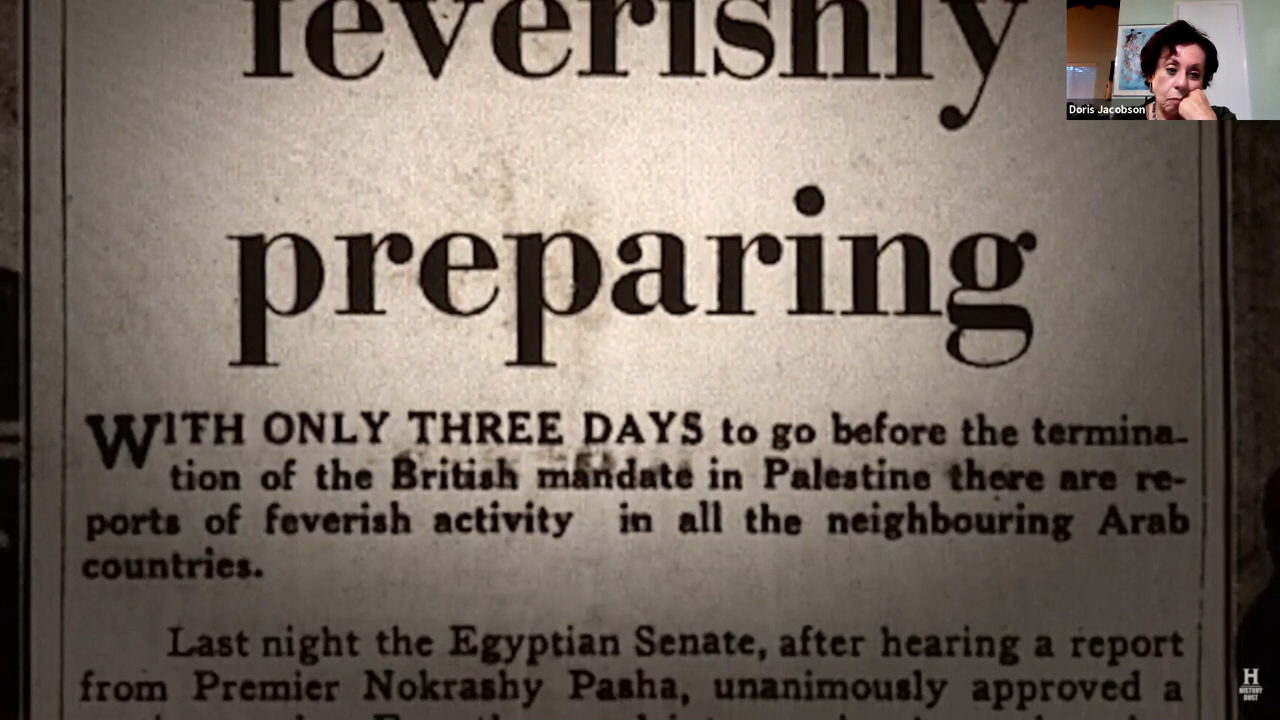 feverishly
Doris Jacobson
preparing
WITH ONLY THREE DAYS to go before the termina-
tion of the British mandate in Palestine there are re-
ports of feverish activity in all the neighbouring Arab
countries.
Last night the Egyptian Senate, after hearing a report
from Premier Nokrashy Pasha, unanimously approved a
H
HISTORY
DUST